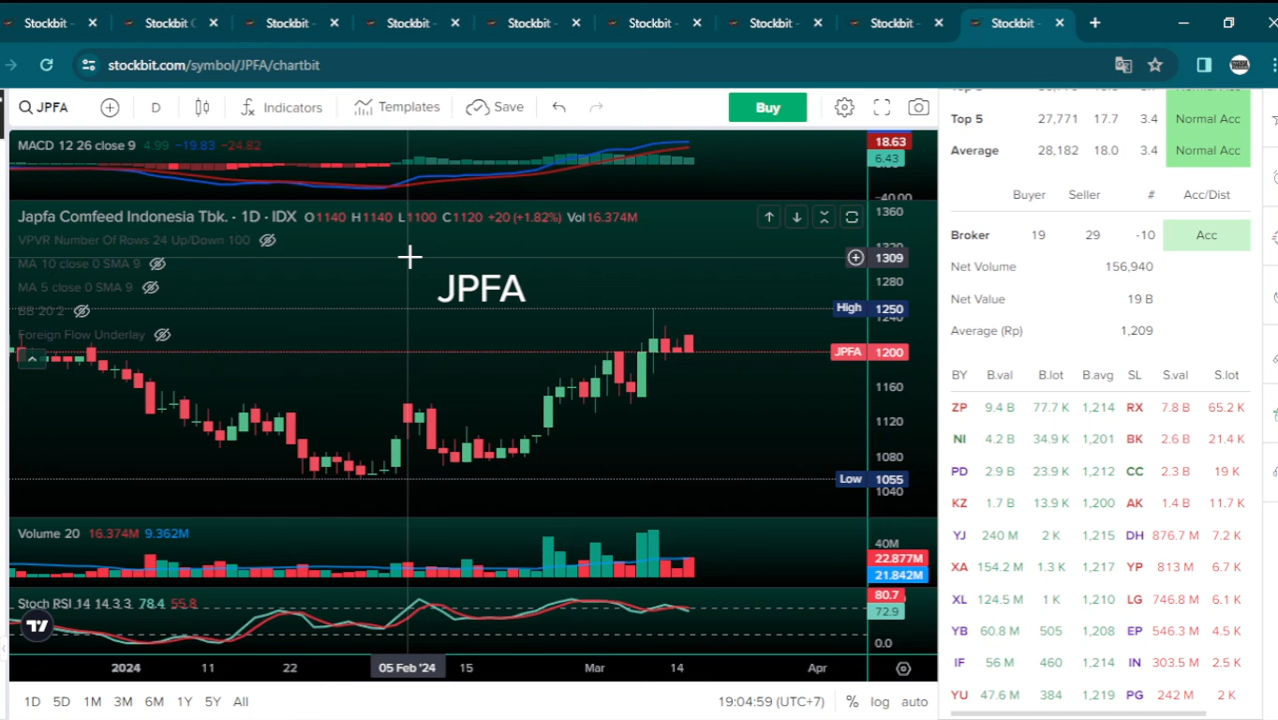 Stockbit - Stockbit ( Stockbit - Stockbit - Stockbit - Stockbit - Stockbit - Stockbit - Stockbit -
stockbit.com/symbol/JPFA/chartbit
JPFA D Indicators Templates Save Buy
MACD 12 26 close 9 4.99 -19.83 -24.82
18.63
6.43
-40.00
Japfa Comfeed Indonesia Tbk. · 1D · IDX O1140 H1140 L1100 C1120 +20 (+1.82%) Vol16.374M
1360
VPVR Number Of Rows 24 Up/Down 100
MA 10 close 0 SMA 9
1309
MA 5 close 0 SMA 9
1280
JPFA
BB 20 2
High 1250
Foreign Flow Underlay
JPFA 1200
1160
1120
1080
Low 1055
1040
Volume 20 16.374M 9.362M
40M
22.877M
21.842M
Stoch RSI 14 14 3 3 78.4 55.8
80.7
72.9
0.0
2024 11 22 05 Feb '24 15 Mar 14 Apr
1D 5D 1M 3M 6M 1Y 5Y All 19:04:59 (UTC+7) % log auto
Top 5 27,771 17.7 3.4 Normal Acc
Average 28,182 18.0 3.4 Normal Acc
Buyer Seller # Acc/Dist
Broker 19 29 -10 Acc
Net Volume 156,940
Net Value 19 B
Average (Rp) 1,209
BY B.val B.lot B.avg SL S.val S.lot
ZP 9.4 B 77.7 K 1,214 RX 7.8 B 65.2 K
NI 4.2 B 34.9 K 1,201 BK 2.6 B 21.4 K
PD 2.9 B 23.9 K 1,212 CC 2.3 B 19 K
KZ 1.7 B 13.9 K 1,200 AK 1.4 B 11.7 K
YJ 240 M 2 K 1,215 DH 876.7 M 7.2 K
XA 154.2 M 1.3 K 1,217 YP 813 M 6.7 K
XL 124.5 M 1 K 1,210 LG 746.8 M 6.1 K
YB 60.8 M 505 1,208 EP 546.3 M 4.5 K
IF 56 M 460 1,214 IN 303.5 M 2.5 K
YU 47.6 M 384 1,219 PG 242 M 2 K